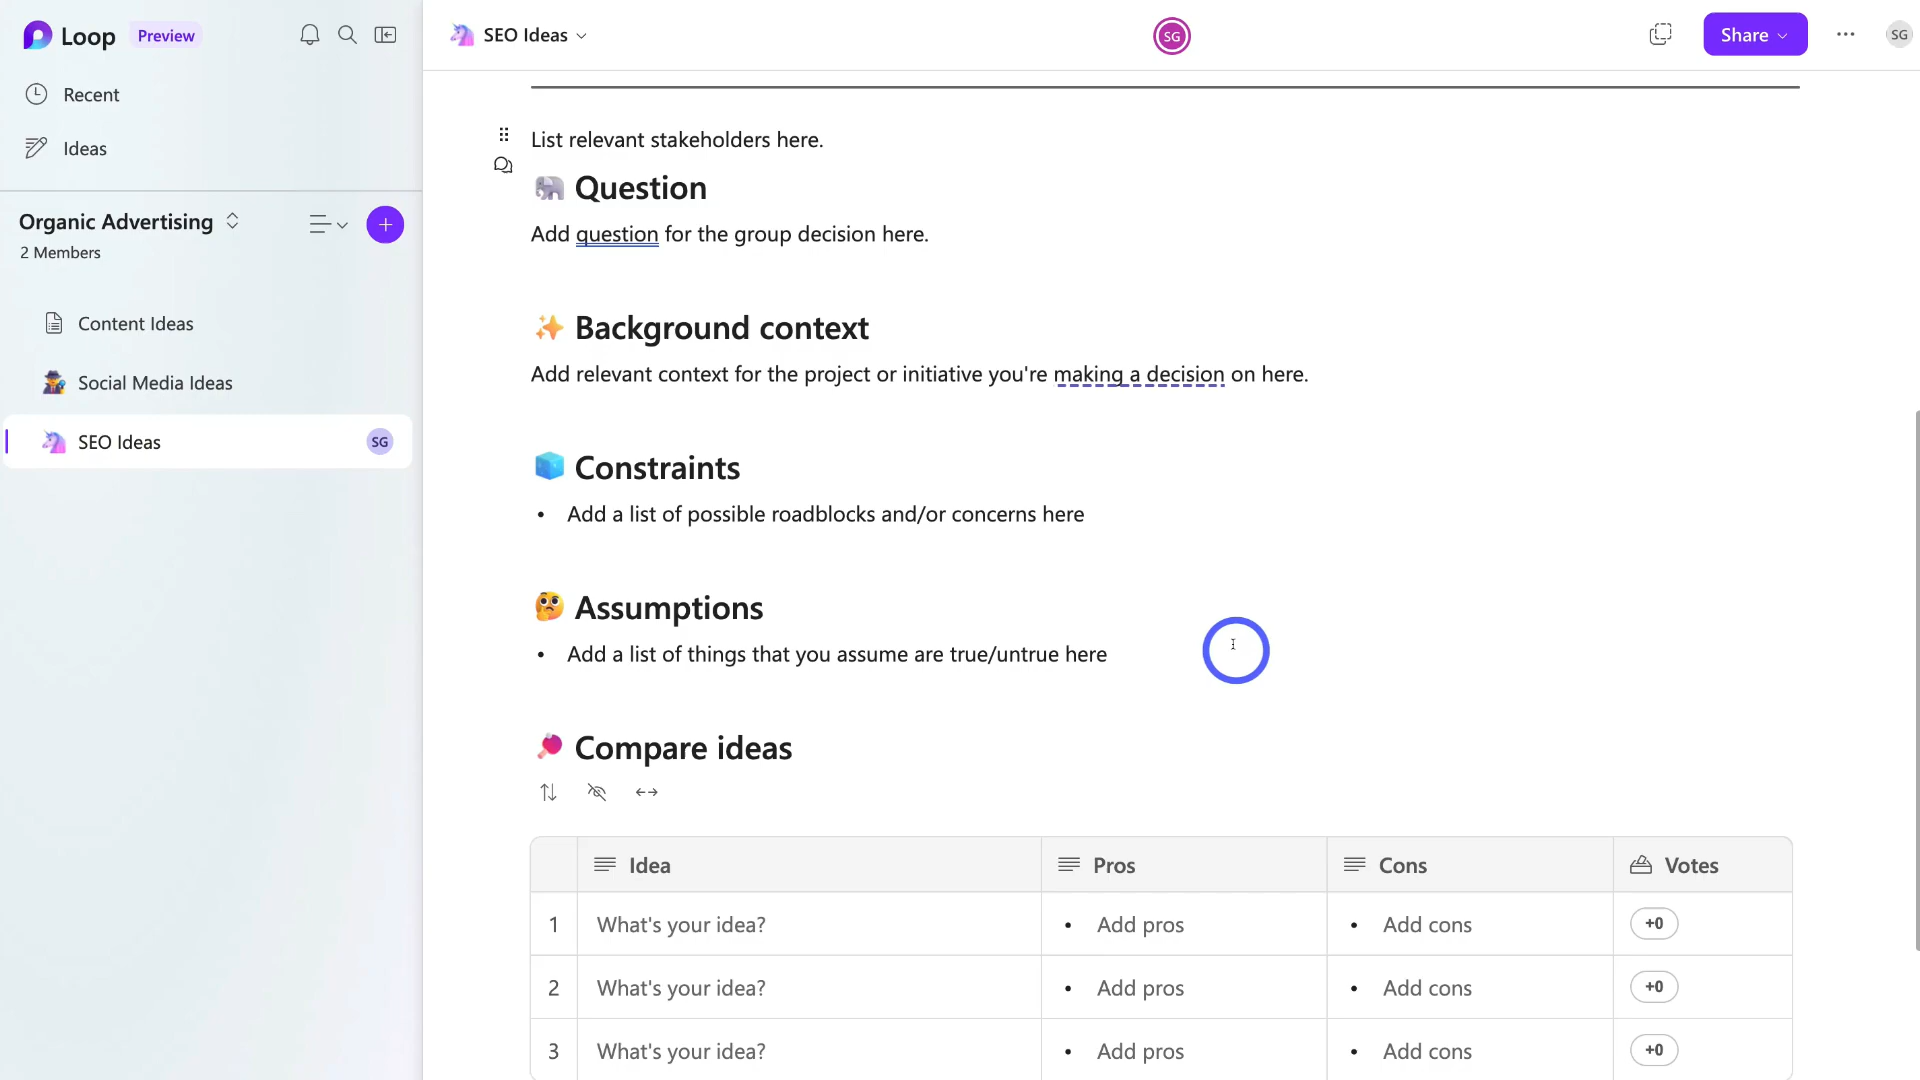 Loop Preview
Recent
Ideas
Organic Advertising
2 Members
Content Ideas
Social Media Ideas
SEO Ideas SG
SEO Ideas
SG
Share
SG
List relevant stakeholders here.
Question
Add question for the group decision here.
Background context
Add relevant context for the project or initiative you're making a decision on here.
Constraints
• Add a list of possible roadblocks and/or concerns here
Assumptions
• Add a list of things that you assume are true/untrue here
Compare ideas
Idea Pros Cons Votes
1 What's your idea? • Add pros • Add cons +0
2 What's your idea? • Add pros • Add cons +0
3 What's your idea? • Add pros • Add cons +0